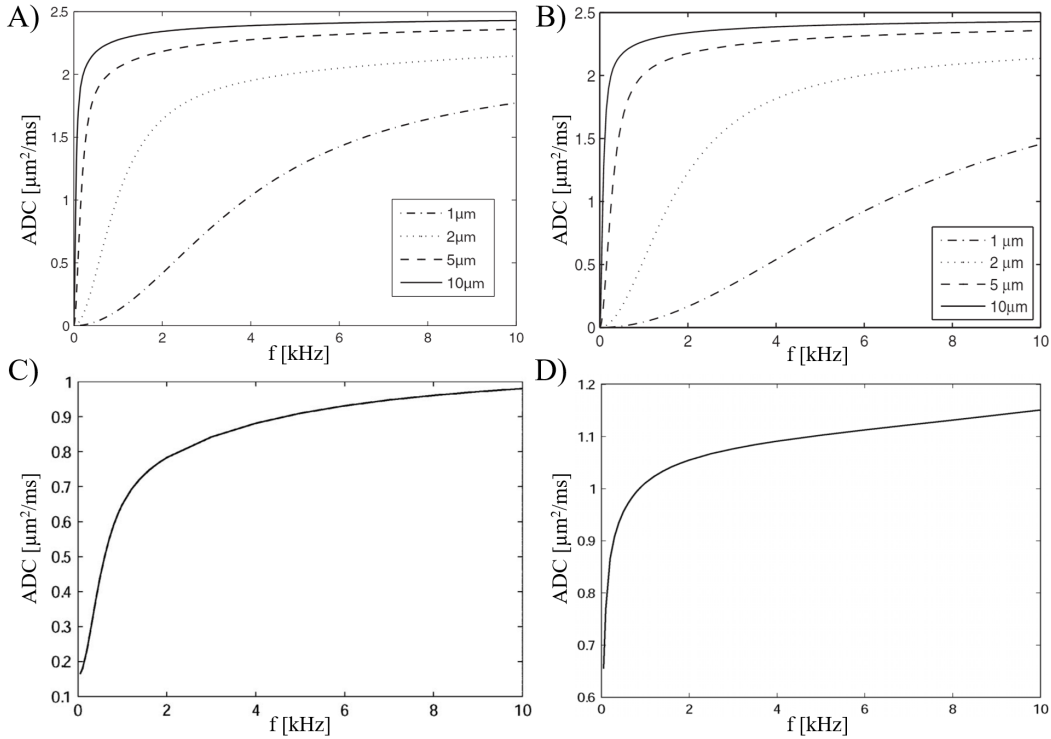 A)
ADC [µm²/ms]
2.5
2
1.5
1
0.5
0
0
2
4
6
8
10
f [kHz]
1µm
2µm
5µm
10µm
B)
ADC [µm²/ms]
2.5
2
1.5
1
0.5
0
0
2
4
6
8
10
f [kHz]
1 µm
2 µm
5 µm
10µm
C)
ADC [µm²/ms]
1
0.9
0.8
0.7
0.6
0.5
0.4
0.3
0.2
0.1
0
2
4
6
8
10
f [kHz]
D)
ADC [µm²/ms]
1.2
1.1
1
0.9
0.8
0.7
0.6
0
2
4
6
8
10
f [kHz]